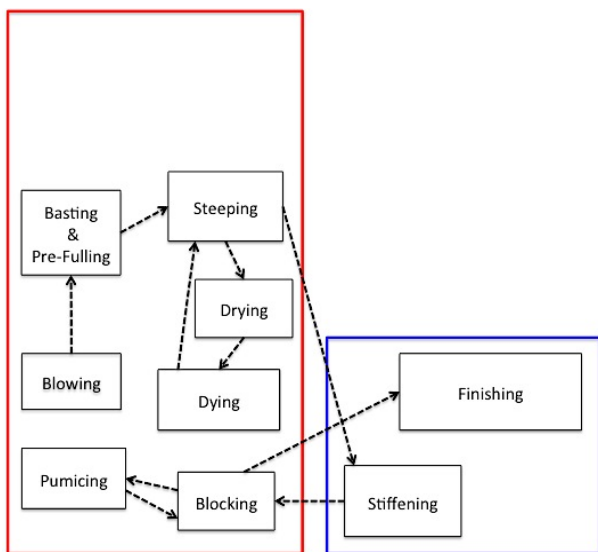 Basting
&
Pre-Fulling
Steeping
Drying
Blowing
Dying
Finishing
Pumicing
Blocking
Stiffening